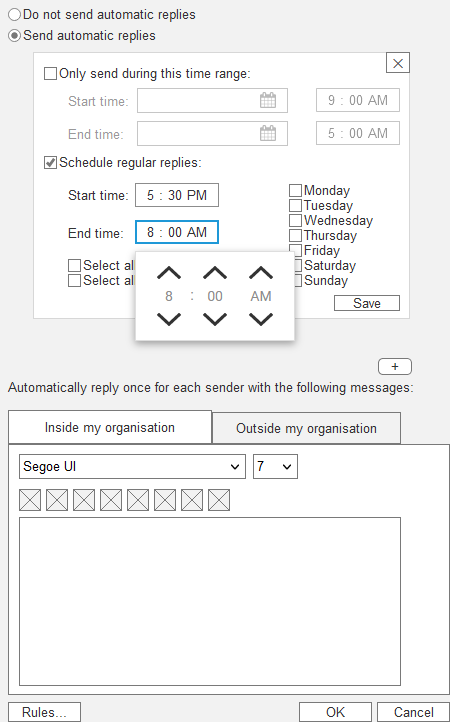 Do not send automatic replies
Send automatic replies
Only send during this time range:
Start time: 9 : 00 AM
End time: 5 : 00 AM
Schedule regular replies:
Start time: 5 : 30 PM
End time: 8 : 00 AM
Monday
Tuesday
Wednesday
Thursday
Friday
Saturday
Sunday
Select
Select
8 : 00 AM
Save
+
Automatically reply once for each sender with the following messages:
Inside my organisation
Outside my organisation
Segoe UI 7
Rules...
OK
Cancel